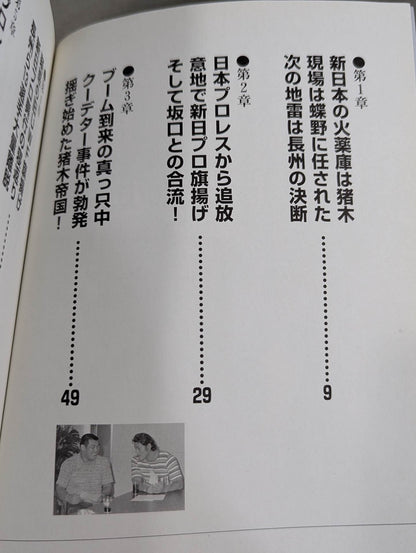 ●第1章
新日本の火薬庫は猪木
現場は蝶野に任された
次の地雷は長州の決断
9
●第2章
日本プロレスから追放
意地で新日プロ旗揚げ
そして坂口との合流！
29
●第3章
ブーム到来の真っ只中
クーデター事件が勃発
揺き始めた猪木帝国！
49